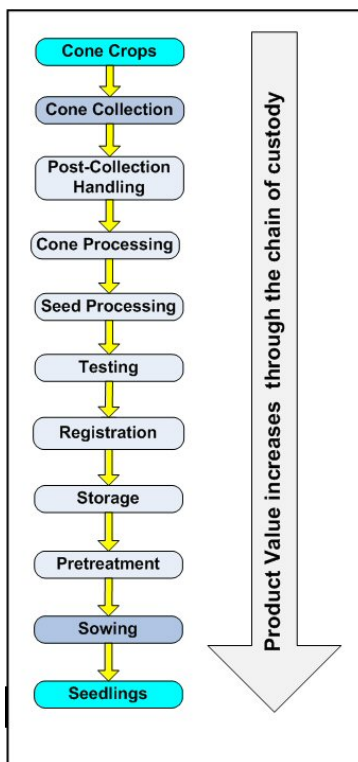 Cone Crops
Cone Collection
Post-Collection
Handling
Cone Processing
Seed Processing
Testing
Registration
Storage
Pretreatment
Sowing
Seedlings
Product Value increases through the chain of custody